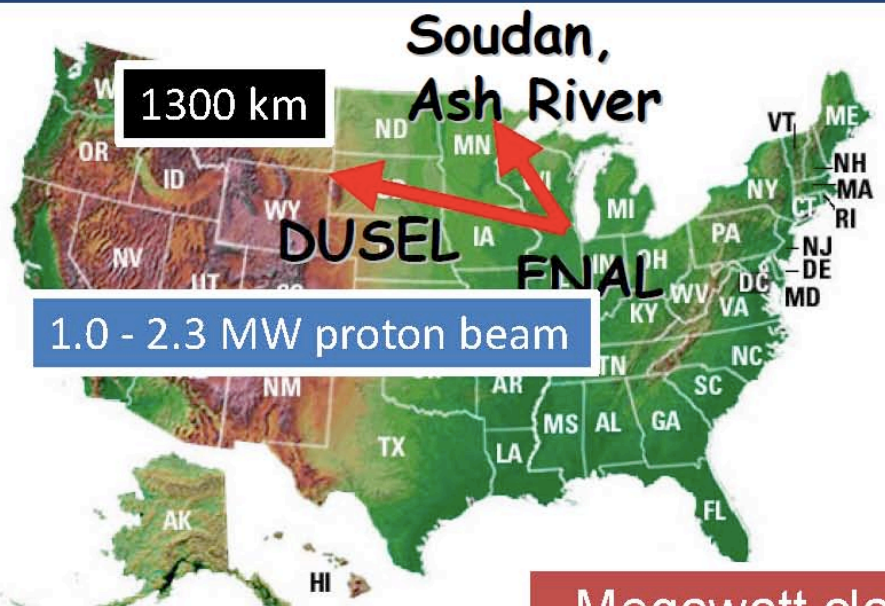 Soudan,
Ash River
1300 km
W
ND
MN
VT
ME
OR
ID
WI
MI
NY
NH
MA
CT
RI
WY
DUSEL
IA
PA
NJ
DE
NV
UT
FNAL
IN
OH
WV
DC
MD
VA
KY
1.0 - 2.3 MW proton beam
NM
TN
NC
AR
SC
TX
MS
AL
GA
LA
AK
FL
HI